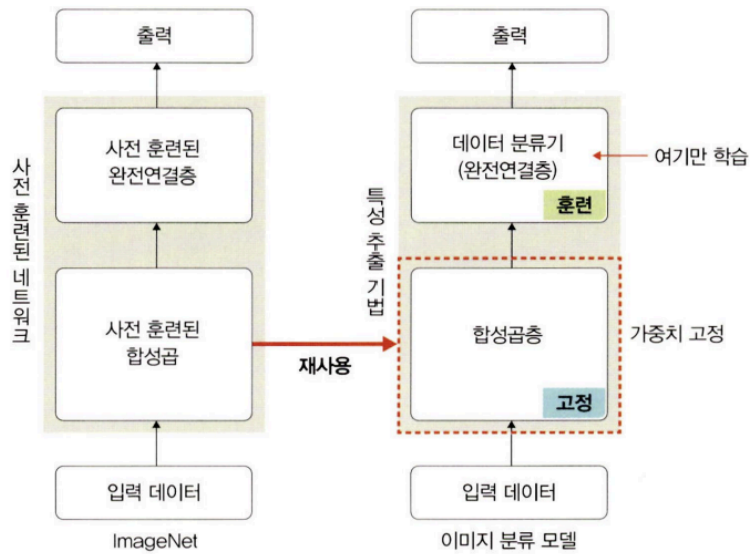 출력
사전 훈련된
완전연결층
사전 훈련된
합성곱
입력 데이터
ImageNet
사전 훈련된 네트워크
재사용
출력
데이터 분류기
(완전연결층)
훈련
여기만 학습
특성 추출 기법
합성곱층
고정
가중치 고정
입력 데이터
이미지 분류 모델